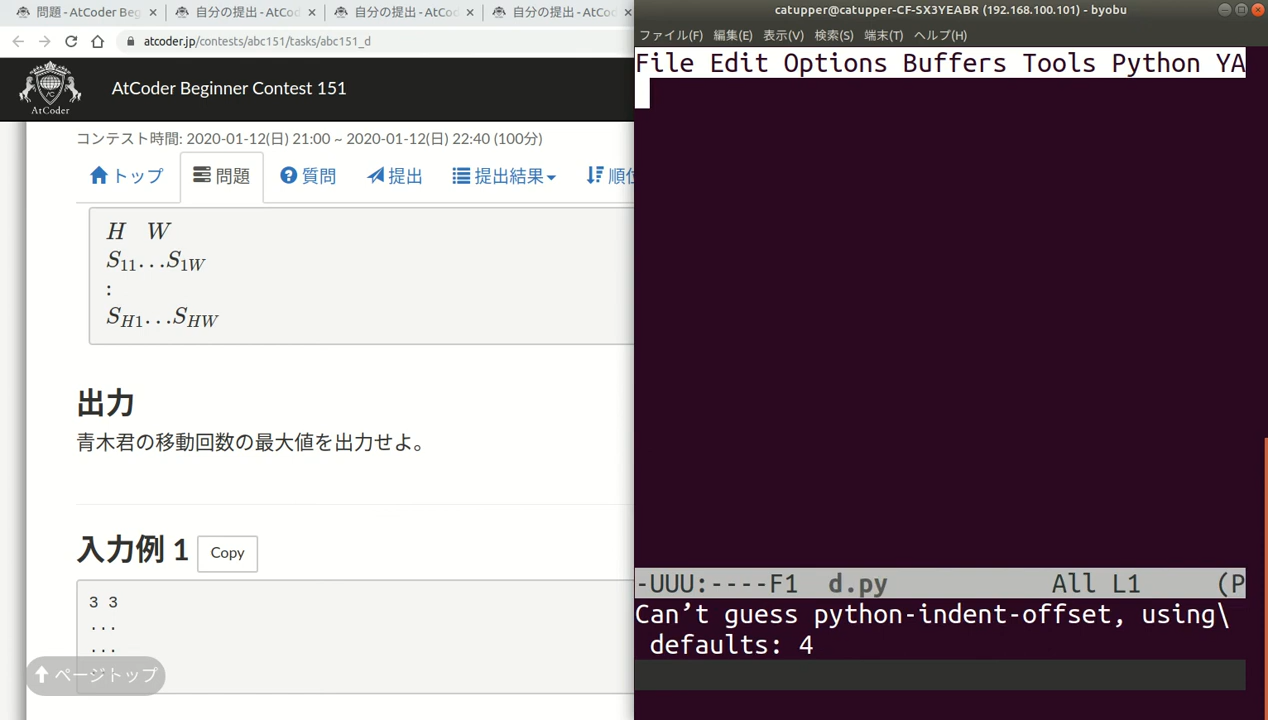 問題 - AtCoder Beg
自分の提出 - AtCod
自分の提出 - AtCod
自分の提出 - AtCo
atcoder.jp/contests/abc151/tasks/abc151_d
AtCoder
AtCoder Beginner Contest 151
コンテスト時間: 2020-01-12(日) 21:00 ~ 2020-01-12(日) 22:40 (100分)
トップ 問題 質問 提出 提出結果 順位
H W
S11...S1W
:
SH1...SHW
出力
青木君の移動回数の最大値を出力せよ。
入力例 1 Copy
3 3
...
...
ページトップ
catupper@catupper-CF-SX3YEABR (192.168.100.101) - byobu
ファイル(F) 編集(E) 表示(V) 検索(S) 端末(T) ヘルプ(H)
File Edit Options Buffers Tools Python YA
-UUU:----F1 d.py All L1 (P
Can’t guess python-indent-offset, using\
defaults: 4